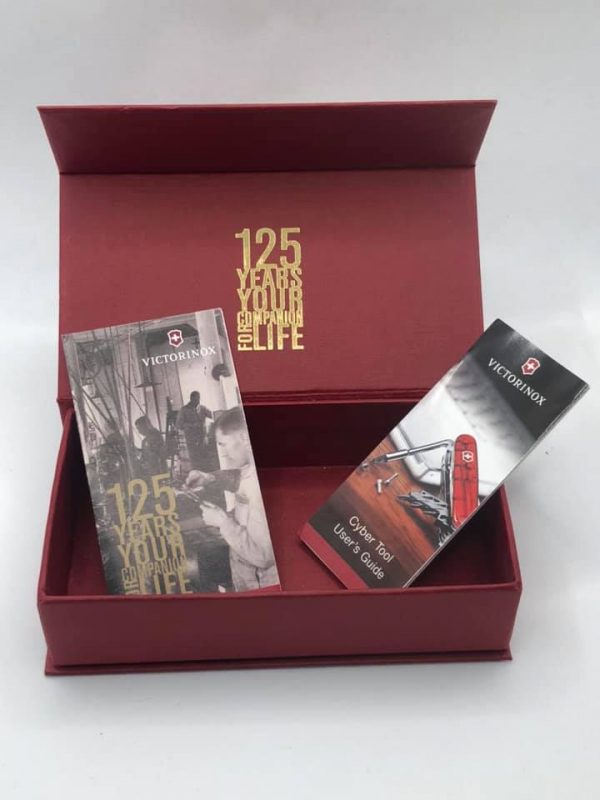 125
YEARS
YOUR
COMPANION
FOR LIFE
VICTORINOX
125
YEARS
YOUR
COMPANION
FOR LIFE
VICTORINOX
Cyber Tool
User's Guide